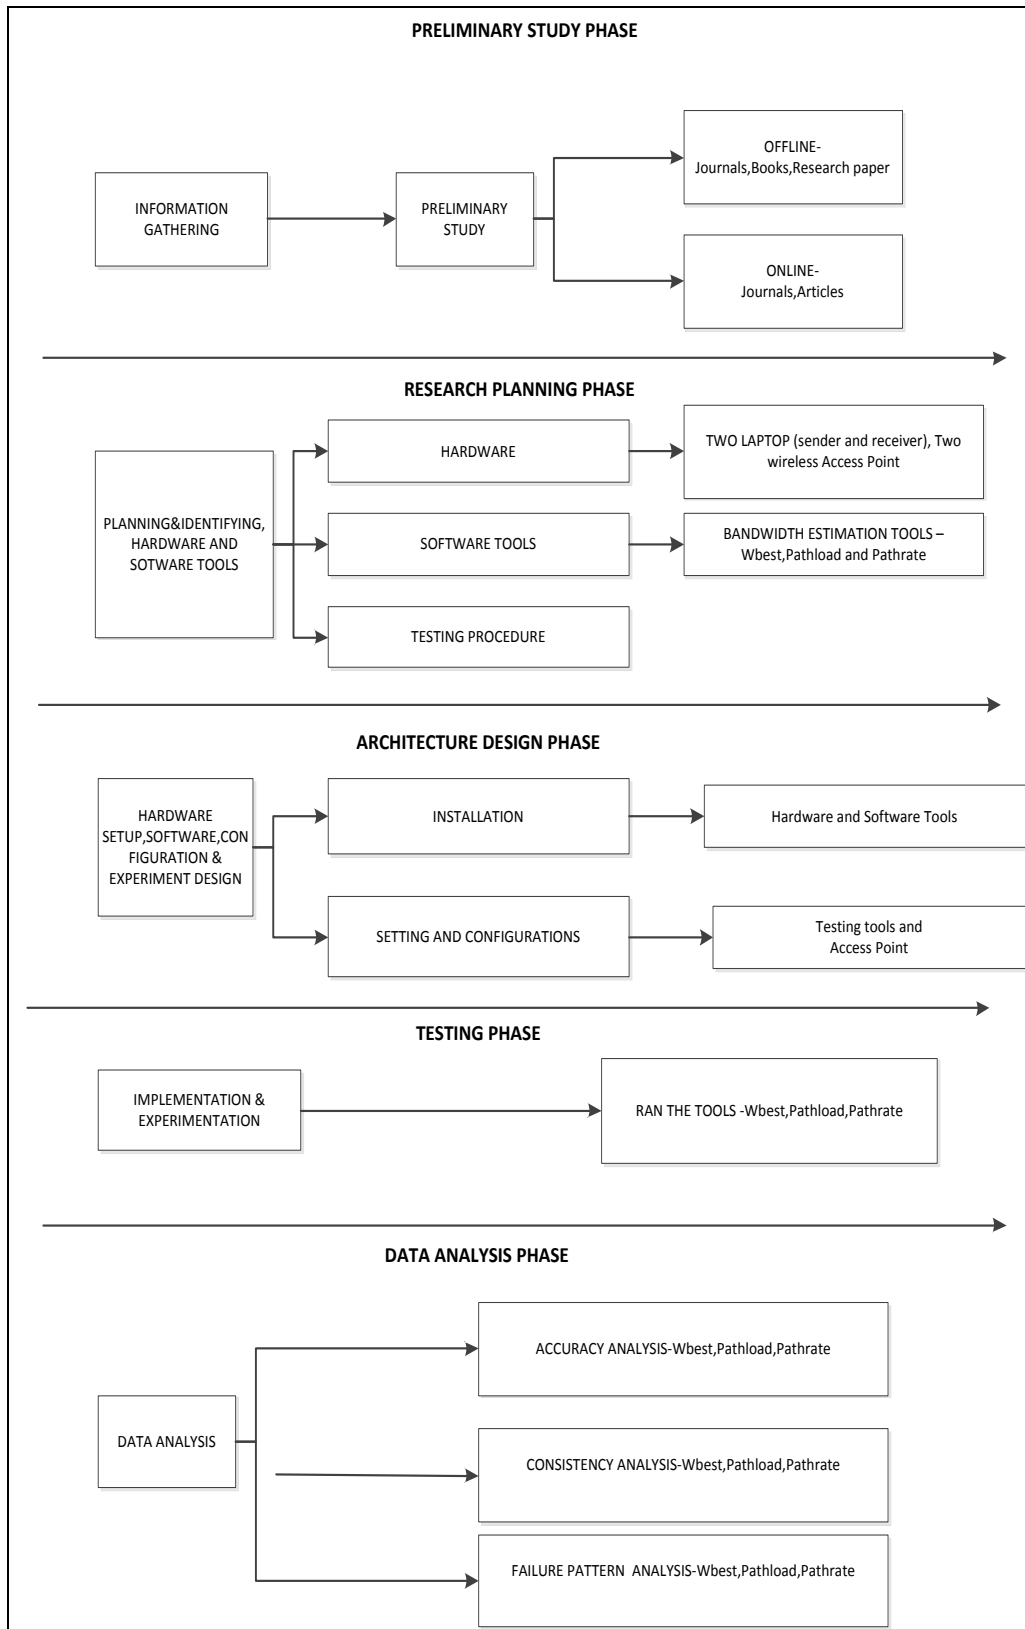 PRELIMINARY STUDY PHASE
OFFLINE-
Journals,Books,Research paper
INFORMATION
GATHERING
PRELIMINARY
STUDY
ONLINE-
Journals,Articles
RESEARCH PLANNING PHASE
HARDWARE
TWO LAPTOP (sender and receiver), Two
wireless Access Point
PLANNING&IDENTIFYING,
HARDWARE AND
SOTWARE TOOLS
SOFTWARE TOOLS
BANDWIDTH ESTIMATION TOOLS –
Wbest,Pathload and Pathrate
TESTING PROCEDURE
ARCHITECTURE DESIGN PHASE
HARDWARE
SETUP,SOFTWARE,CON
FIGURATION &
EXPERIMENT DESIGN
INSTALLATION
Hardware and Software Tools
SETTING AND CONFIGURATIONS
Testing tools and
Access Point
TESTING PHASE
IMPLEMENTATION &
EXPERIMENTATION
RAN THE TOOLS -Wbest,Pathload,Pathrate
DATA ANALYSIS PHASE
ACCURACY ANALYSIS-Wbest,Pathload,Pathrate
DATA ANALYSIS
CONSISTENCY ANALYSIS-Wbest,Pathload,Pathrate
FAILURE PATTERN  ANALYSIS-Wbest,Pathload,Pathrate